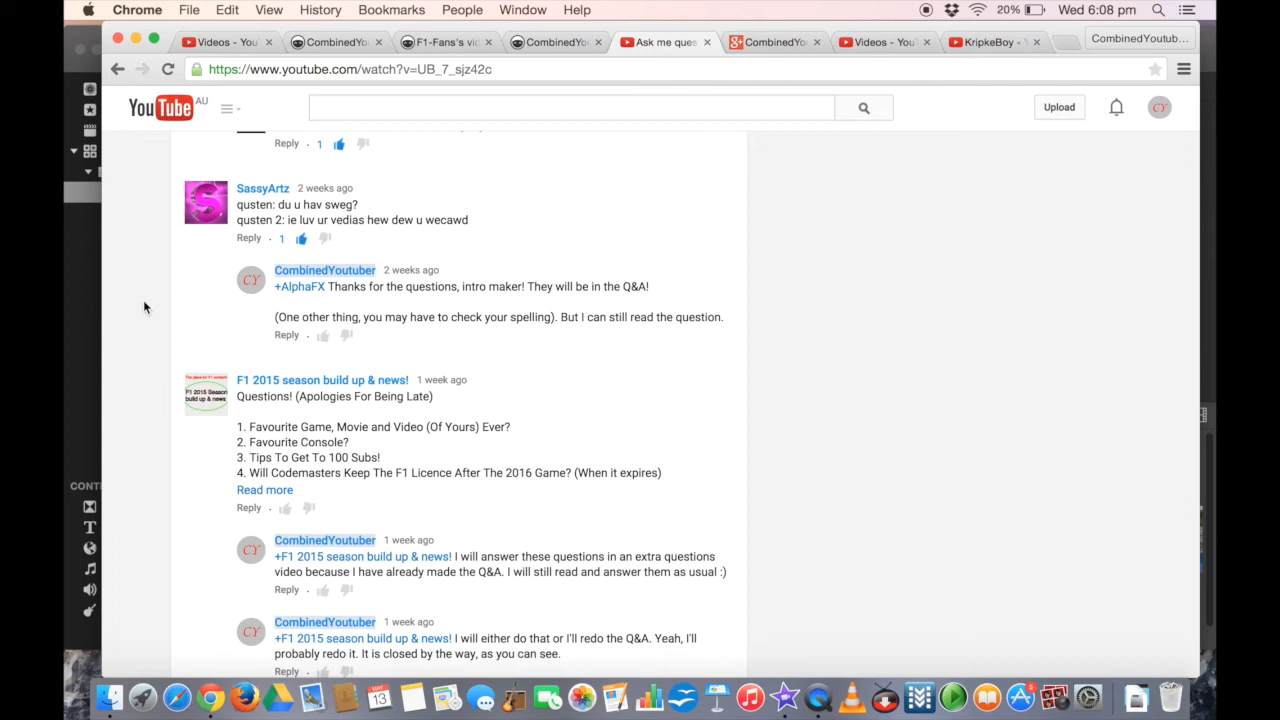 Chrome File Edit View History Bookmarks People Window Help 20% Wed 6:08 pm
Videos - You CombinedYo F1-Fans's vid CombinedYo Ask me ques CombinedYo Videos - YouT KripkeBoy - Y CombinedYoutub...
https://www.youtube.com/watch?v=UB_7_sjz42c
YouTube AU Upload CY
Reply · 1
SassyArtz 2 weeks ago
qusten: du u hav sweg?
qusten 2: ie luv ur vedias hew dew u wecawd
Reply · 1
CombinedYoutuber 2 weeks ago
+AlphaFX Thanks for the questions, intro maker! They will be in the Q&A!
(One other thing, you may have to check your spelling). But I can still read the question.
Reply ·
F1 2015 season build up & news! 1 week ago
Questions! (Apologies For Being Late)
1. Favourite Game, Movie and Video (Of Yours) Ever?
2. Favourite Console?
3. Tips To Get To 100 Subs!
4. Will Codemasters Keep The F1 Licence After The 2016 Game? (When it expires)
Read more
Reply ·
CombinedYoutuber 1 week ago
+F1 2015 season build up & news! I will answer these questions in an extra questions
video because I have already made the Q&A. I will still read and answer them as usual :)
Reply ·
CombinedYoutuber 1 week ago
+F1 2015 season build up & news! I will either do that or I'll redo the Q&A. Yeah, I'll
probably redo it. It is closed by the way, as you can see.
Reply ·
CONT